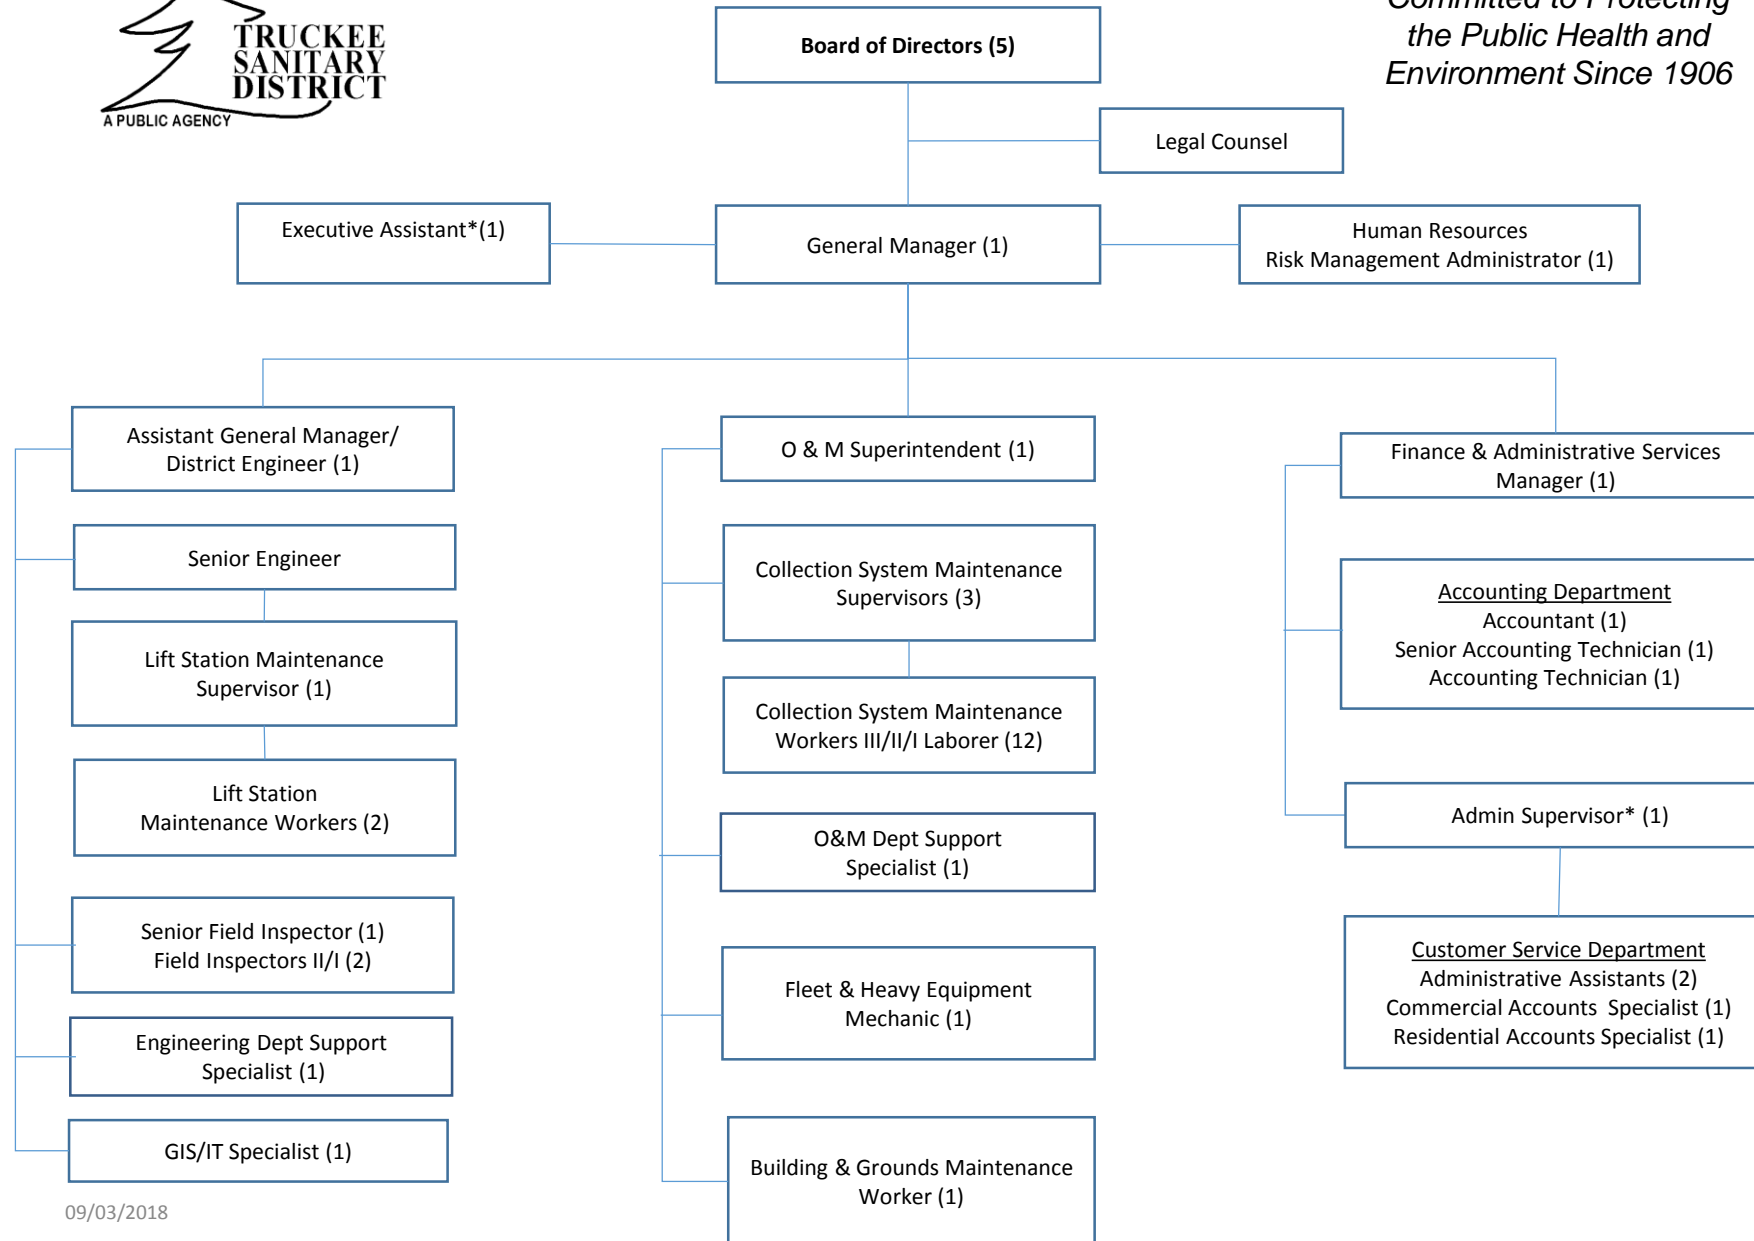 TRUCKEE
SANITARY
DISTRICT
A PUBLIC AGENCY
Committed to Protecting
the Public Health and
Environment Since 1906
Board of Directors (5)
Legal Counsel
Executive Assistant*(1)
General Manager (1)
Human Resources
Risk Management Administrator (1)
Assistant General Manager/
District Engineer (1)
Senior Engineer
Lift Station Maintenance
Supervisor (1)
Lift Station
Maintenance Workers (2)
Senior Field Inspector (1)
Field Inspectors II/I (2)
Engineering Dept Support
Specialist (1)
GIS/IT Specialist (1)
O & M Superintendent (1)
Collection System Maintenance
Supervisors (3)
Collection System Maintenance
Workers III/II/I Laborer (12)
O&M Dept Support
Specialist (1)
Fleet & Heavy Equipment
Mechanic (1)
Building & Grounds Maintenance
Worker (1)
Finance & Administrative Services
Manager (1)
Accounting Department
Accountant (1)
Senior Accounting Technician (1)
Accounting Technician (1)
Admin Supervisor* (1)
Customer Service Department
Administrative Assistants (2)
Commercial Accounts  Specialist (1)
Residential Accounts Specialist (1)
09/03/2018